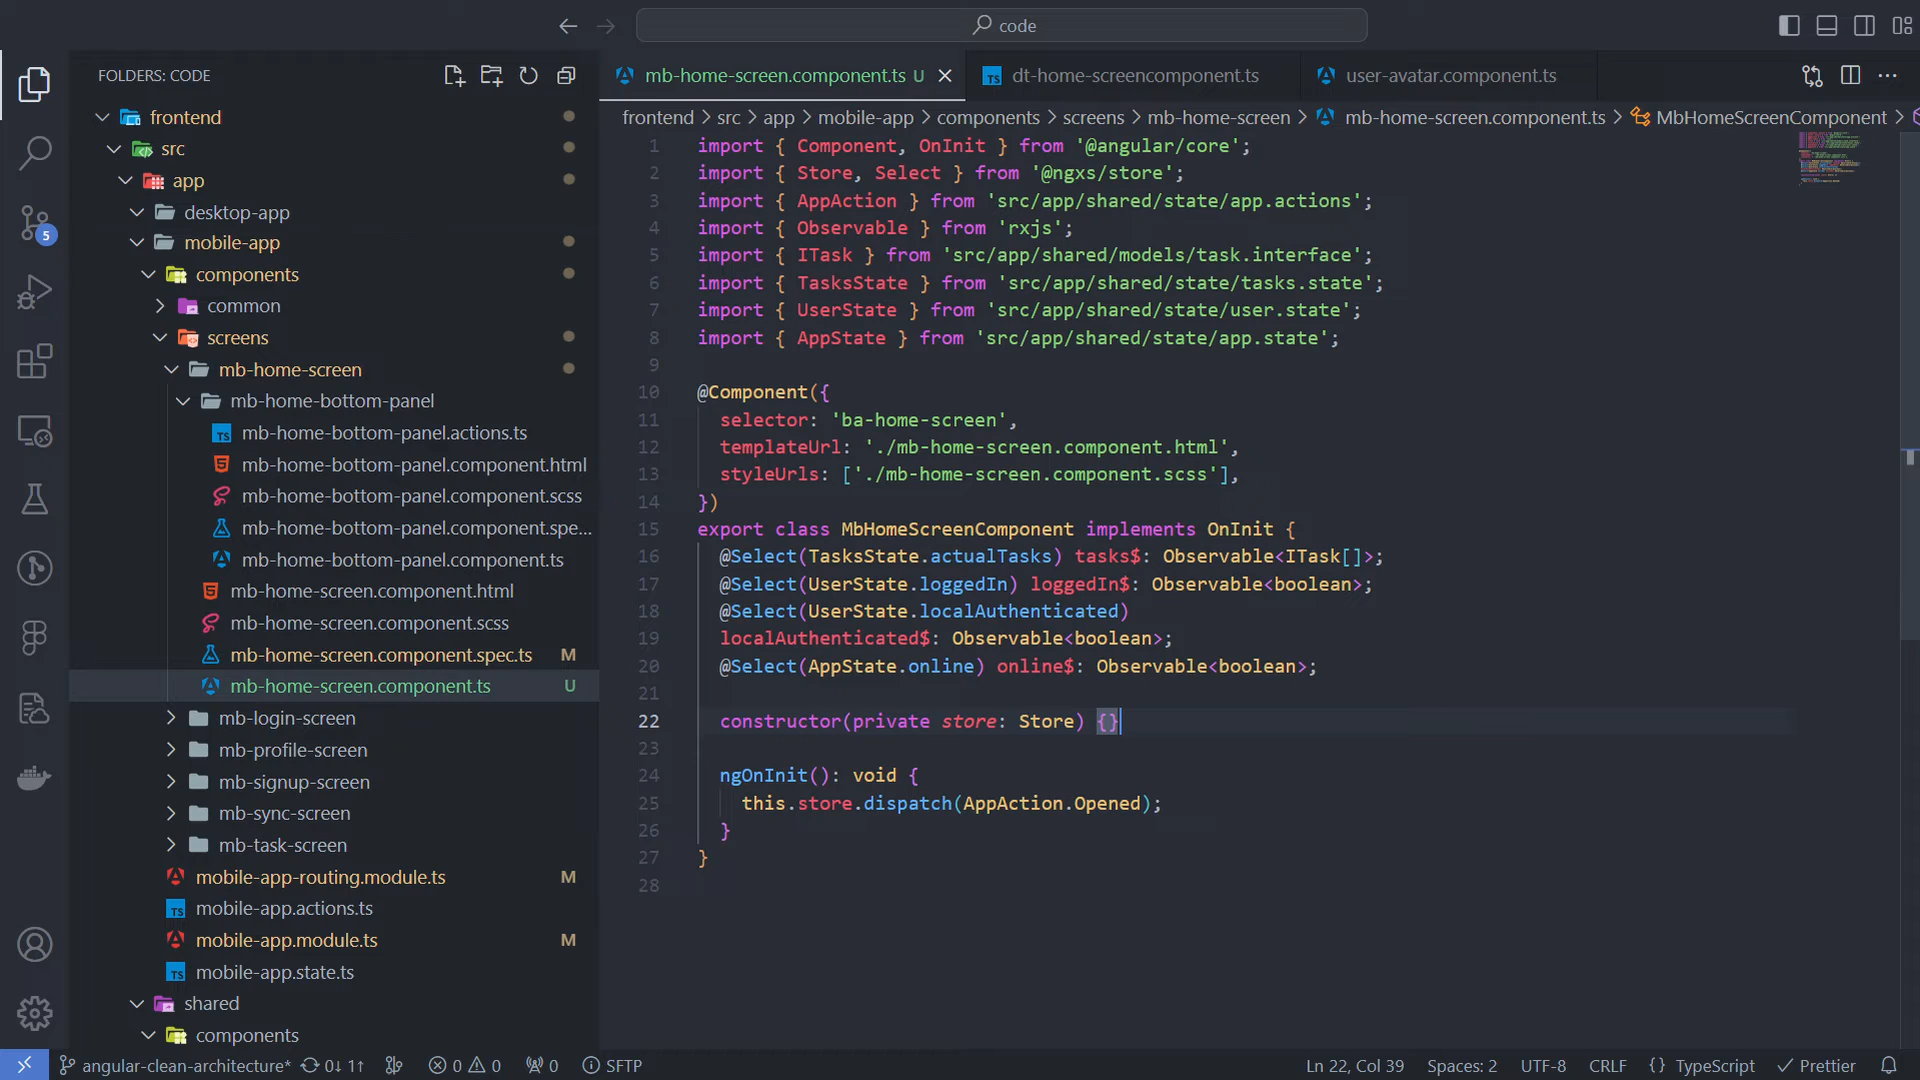 code
FOLDERS: CODE
frontend
src
app
desktop-app
mobile-app
components
common
screens
mb-home-screen
mb-home-bottom-panel
mb-home-bottom-panel.actions.ts
mb-home-bottom-panel.component.html
mb-home-bottom-panel.component.scss
mb-home-bottom-panel.component.spe...
mb-home-bottom-panel.component.ts
mb-home-screen.component.html
mb-home-screen.component.scss
mb-home-screen.component.spec.ts M
mb-home-screen.component.ts U
mb-login-screen
mb-profile-screen
mb-signup-screen
mb-sync-screen
mb-task-screen
mobile-app-routing.module.ts M
mobile-app.actions.ts
mobile-app.module.ts M
mobile-app.state.ts
shared
components
5
mb-home-screen.component.ts U
dt-home-screencomponent.ts
user-avatar.component.ts
frontend > src > app > mobile-app > components > screens > mb-home-screen > mb-home-screen.component.ts > MbHomeScreenComponent >
1 import { Component, OnInit } from '@angular/core';
2 import { Store, Select } from '@ngxs/store';
3 import { AppAction } from 'src/app/shared/state/app.actions';
4 import { Observable } from 'rxjs';
5 import { ITask } from 'src/app/shared/models/task.interface';
6 import { TasksState } from 'src/app/shared/state/tasks.state';
7 import { UserState } from 'src/app/shared/state/user.state';
8 import { AppState } from 'src/app/shared/state/app.state';
9
10 @Component({
11 selector: 'ba-home-screen',
12 templateUrl: './mb-home-screen.component.html',
13 styleUrls: ['./mb-home-screen.component.scss'],
14 })
15 export class MbHomeScreenComponent implements OnInit {
16 @Select(TasksState.actualTasks) tasks$: Observable<ITask[]>;
17 @Select(UserState.loggedIn) loggedIn$: Observable<boolean>;
18 @Select(UserState.localAuthenticated)
19 localAuthenticated$: Observable<boolean>;
20 @Select(AppState.online) online$: Observable<boolean>;
21
22 constructor(private store: Store) {}
23
24 ngOnInit(): void {
25 this.store.dispatch(AppAction.Opened);
26 }
27 }
28
angular-clean-architecture* 0↓ 1↑ 0 0 0 SFTP
Ln 22, Col 39 Spaces: 2 UTF-8 CRLF {} TypeScript Prettier